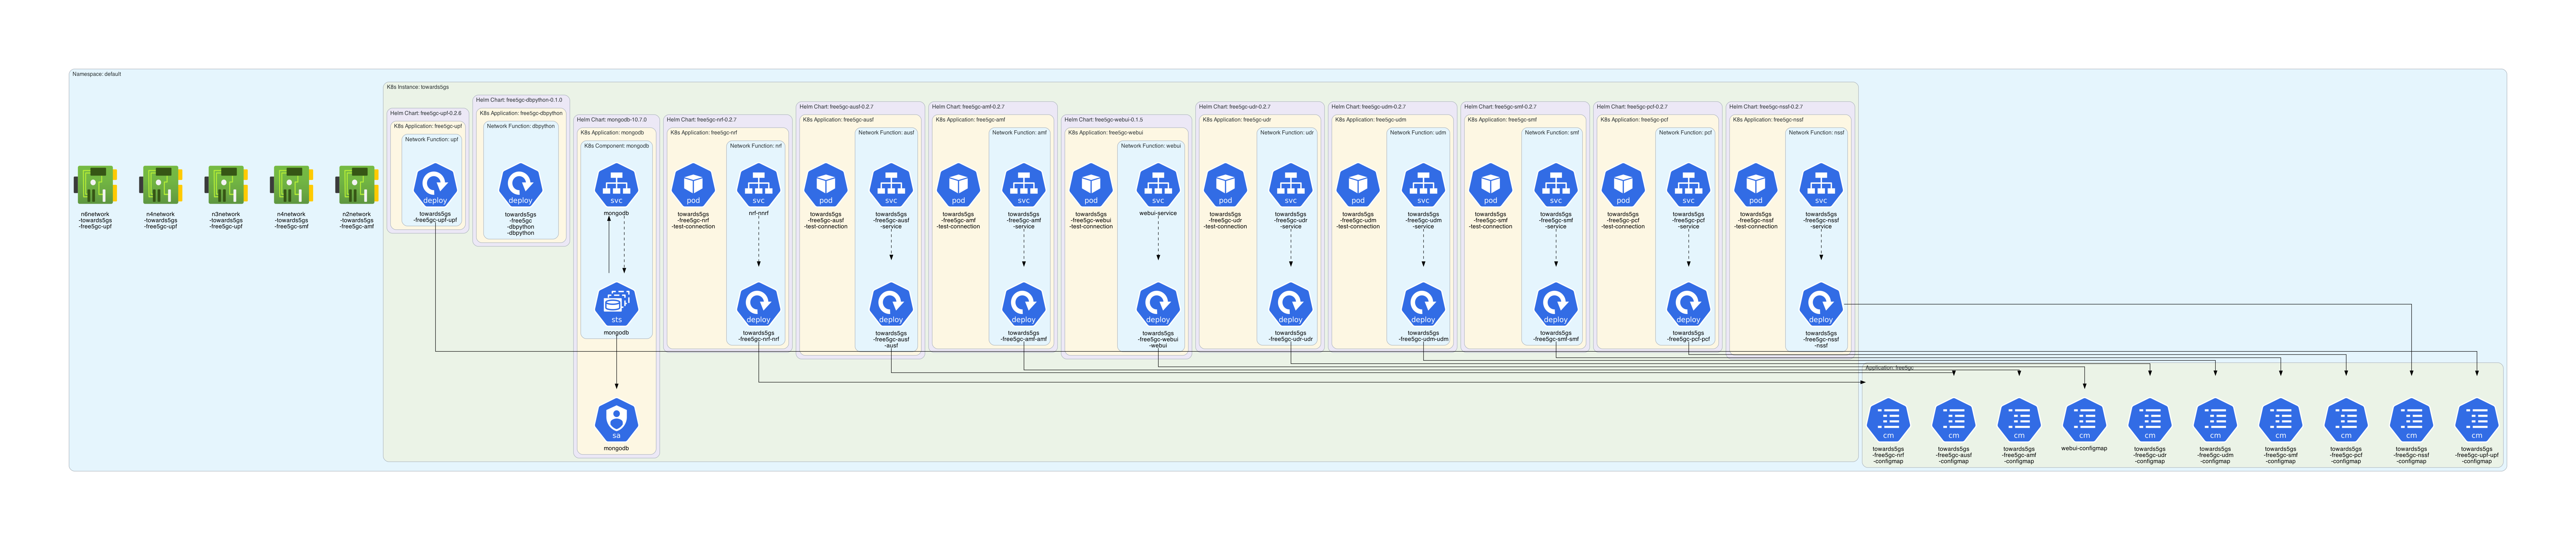 Namespace: default
n6network
-towards5gs
-free5gc-upf
n4network
-towards5gs
-free5gc-upf
n3network
-towards5gs
-free5gc-upf
n4network
-towards5gs
-free5gc-smf
n2network
-towards5gs
-free5gc-amf
K8s Instance: towards5gs
Helm Chart: free5gc-upf-0.2.6
K8s Application: free5gc-upf
Network Function: upf
deploy
towards5gs
-free5gc-upf-upf
Helm Chart: free5gc-dbpython-0.1.0
K8s Application: free5gc-dbpython
Network Function: dbpython
deploy
towards5gs
-free5gc
-dbpython
-dbpython
Helm Chart: mongodb-10.7.0
K8s Application: mongodb
K8s Component: mongodb
svc
mongodb
sts
mongodb
sa
mongodb
Helm Chart: free5gc-nrf-0.2.7
K8s Application: free5gc-nrf
pod
towards5gs
-free5gc-nrf
-test-connection
Network Function: nrf
svc
nrf-nnrf
deploy
towards5gs
-free5gc-nrf-nrf
Helm Chart: free5gc-ausf-0.2.7
K8s Application: free5gc-ausf
pod
towards5gs
-free5gc-ausf
-test-connection
Network Function: ausf
svc
towards5gs
-free5gc-ausf
-service
deploy
towards5gs
-free5gc-ausf
-ausf
Helm Chart: free5gc-amf-0.2.7
K8s Application: free5gc-amf
pod
towards5gs
-free5gc-amf
-test-connection
Network Function: amf
svc
towards5gs
-free5gc-amf
-service
deploy
towards5gs
-free5gc-amf-amf
Helm Chart: free5gc-webui-0.1.5
K8s Application: free5gc-webui
pod
towards5gs
-free5gc-webui
-test-connection
Network Function: webui
svc
webui-service
deploy
towards5gs
-free5gc-webui
-webui
Helm Chart: free5gc-udr-0.2.7
K8s Application: free5gc-udr
pod
towards5gs
-free5gc-udr
-test-connection
Network Function: udr
svc
towards5gs
-free5gc-udr
-service
deploy
towards5gs
-free5gc-udr-udr
Helm Chart: free5gc-udm-0.2.7
K8s Application: free5gc-udm
pod
towards5gs
-free5gc-udm
-test-connection
Network Function: udm
svc
towards5gs
-free5gc-udm
-service
deploy
towards5gs
-free5gc-udm-udm
Helm Chart: free5gc-smf-0.2.7
K8s Application: free5gc-smf
pod
towards5gs
-free5gc-smf
-test-connection
Network Function: smf
svc
towards5gs
-free5gc-smf
-service
deploy
towards5gs
-free5gc-smf-smf
Helm Chart: free5gc-pcf-0.2.7
K8s Application: free5gc-pcf
pod
towards5gs
-free5gc-pcf
-test-connection
Network Function: pcf
svc
towards5gs
-free5gc-pcf
-service
deploy
towards5gs
-free5gc-pcf-pcf
Helm Chart: free5gc-nssf-0.2.7
K8s Application: free5gc-nssf
pod
towards5gs
-free5gc-nssf
-test-connection
Network Function: nssf
svc
towards5gs
-free5gc-nssf
-service
deploy
towards5gs
-free5gc-nssf
-nssf
Application: free5gc
cm
towards5gs
-free5gc-nrf
-configmap
cm
towards5gs
-free5gc-ausf
-configmap
cm
towards5gs
-free5gc-amf
-configmap
cm
webui-configmap
cm
towards5gs
-free5gc-udr
-configmap
cm
towards5gs
-free5gc-udm
-configmap
cm
towards5gs
-free5gc-smf
-configmap
cm
towards5gs
-free5gc-pcf
-configmap
cm
towards5gs
-free5gc-nssf
-configmap
cm
towards5gs
-free5gc-upf-upf
-configmap